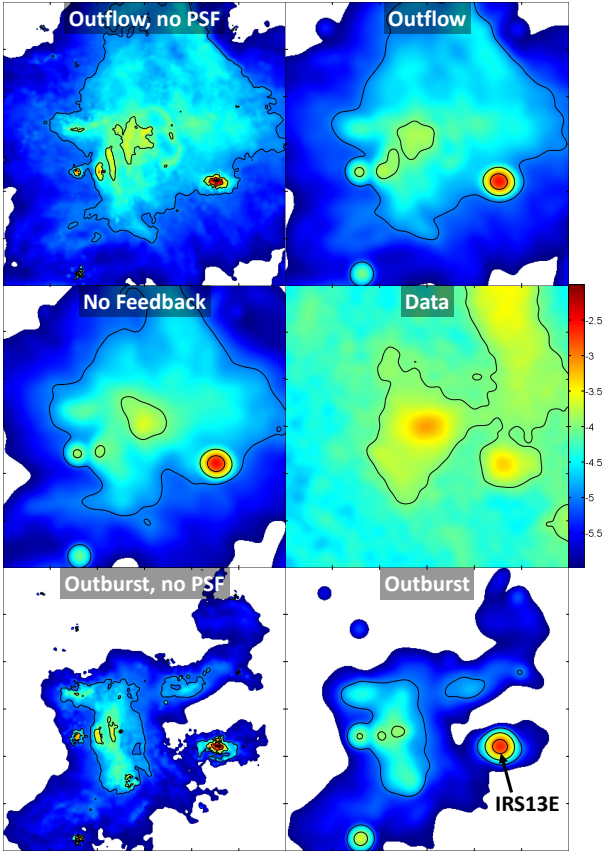 Outflow, no PSF
Outflow
No Feedback
Data
-2.5
-3
-3.5
-4
-4.5
-5
-5.5
Outburst, no PSF
Outburst
IRS13E